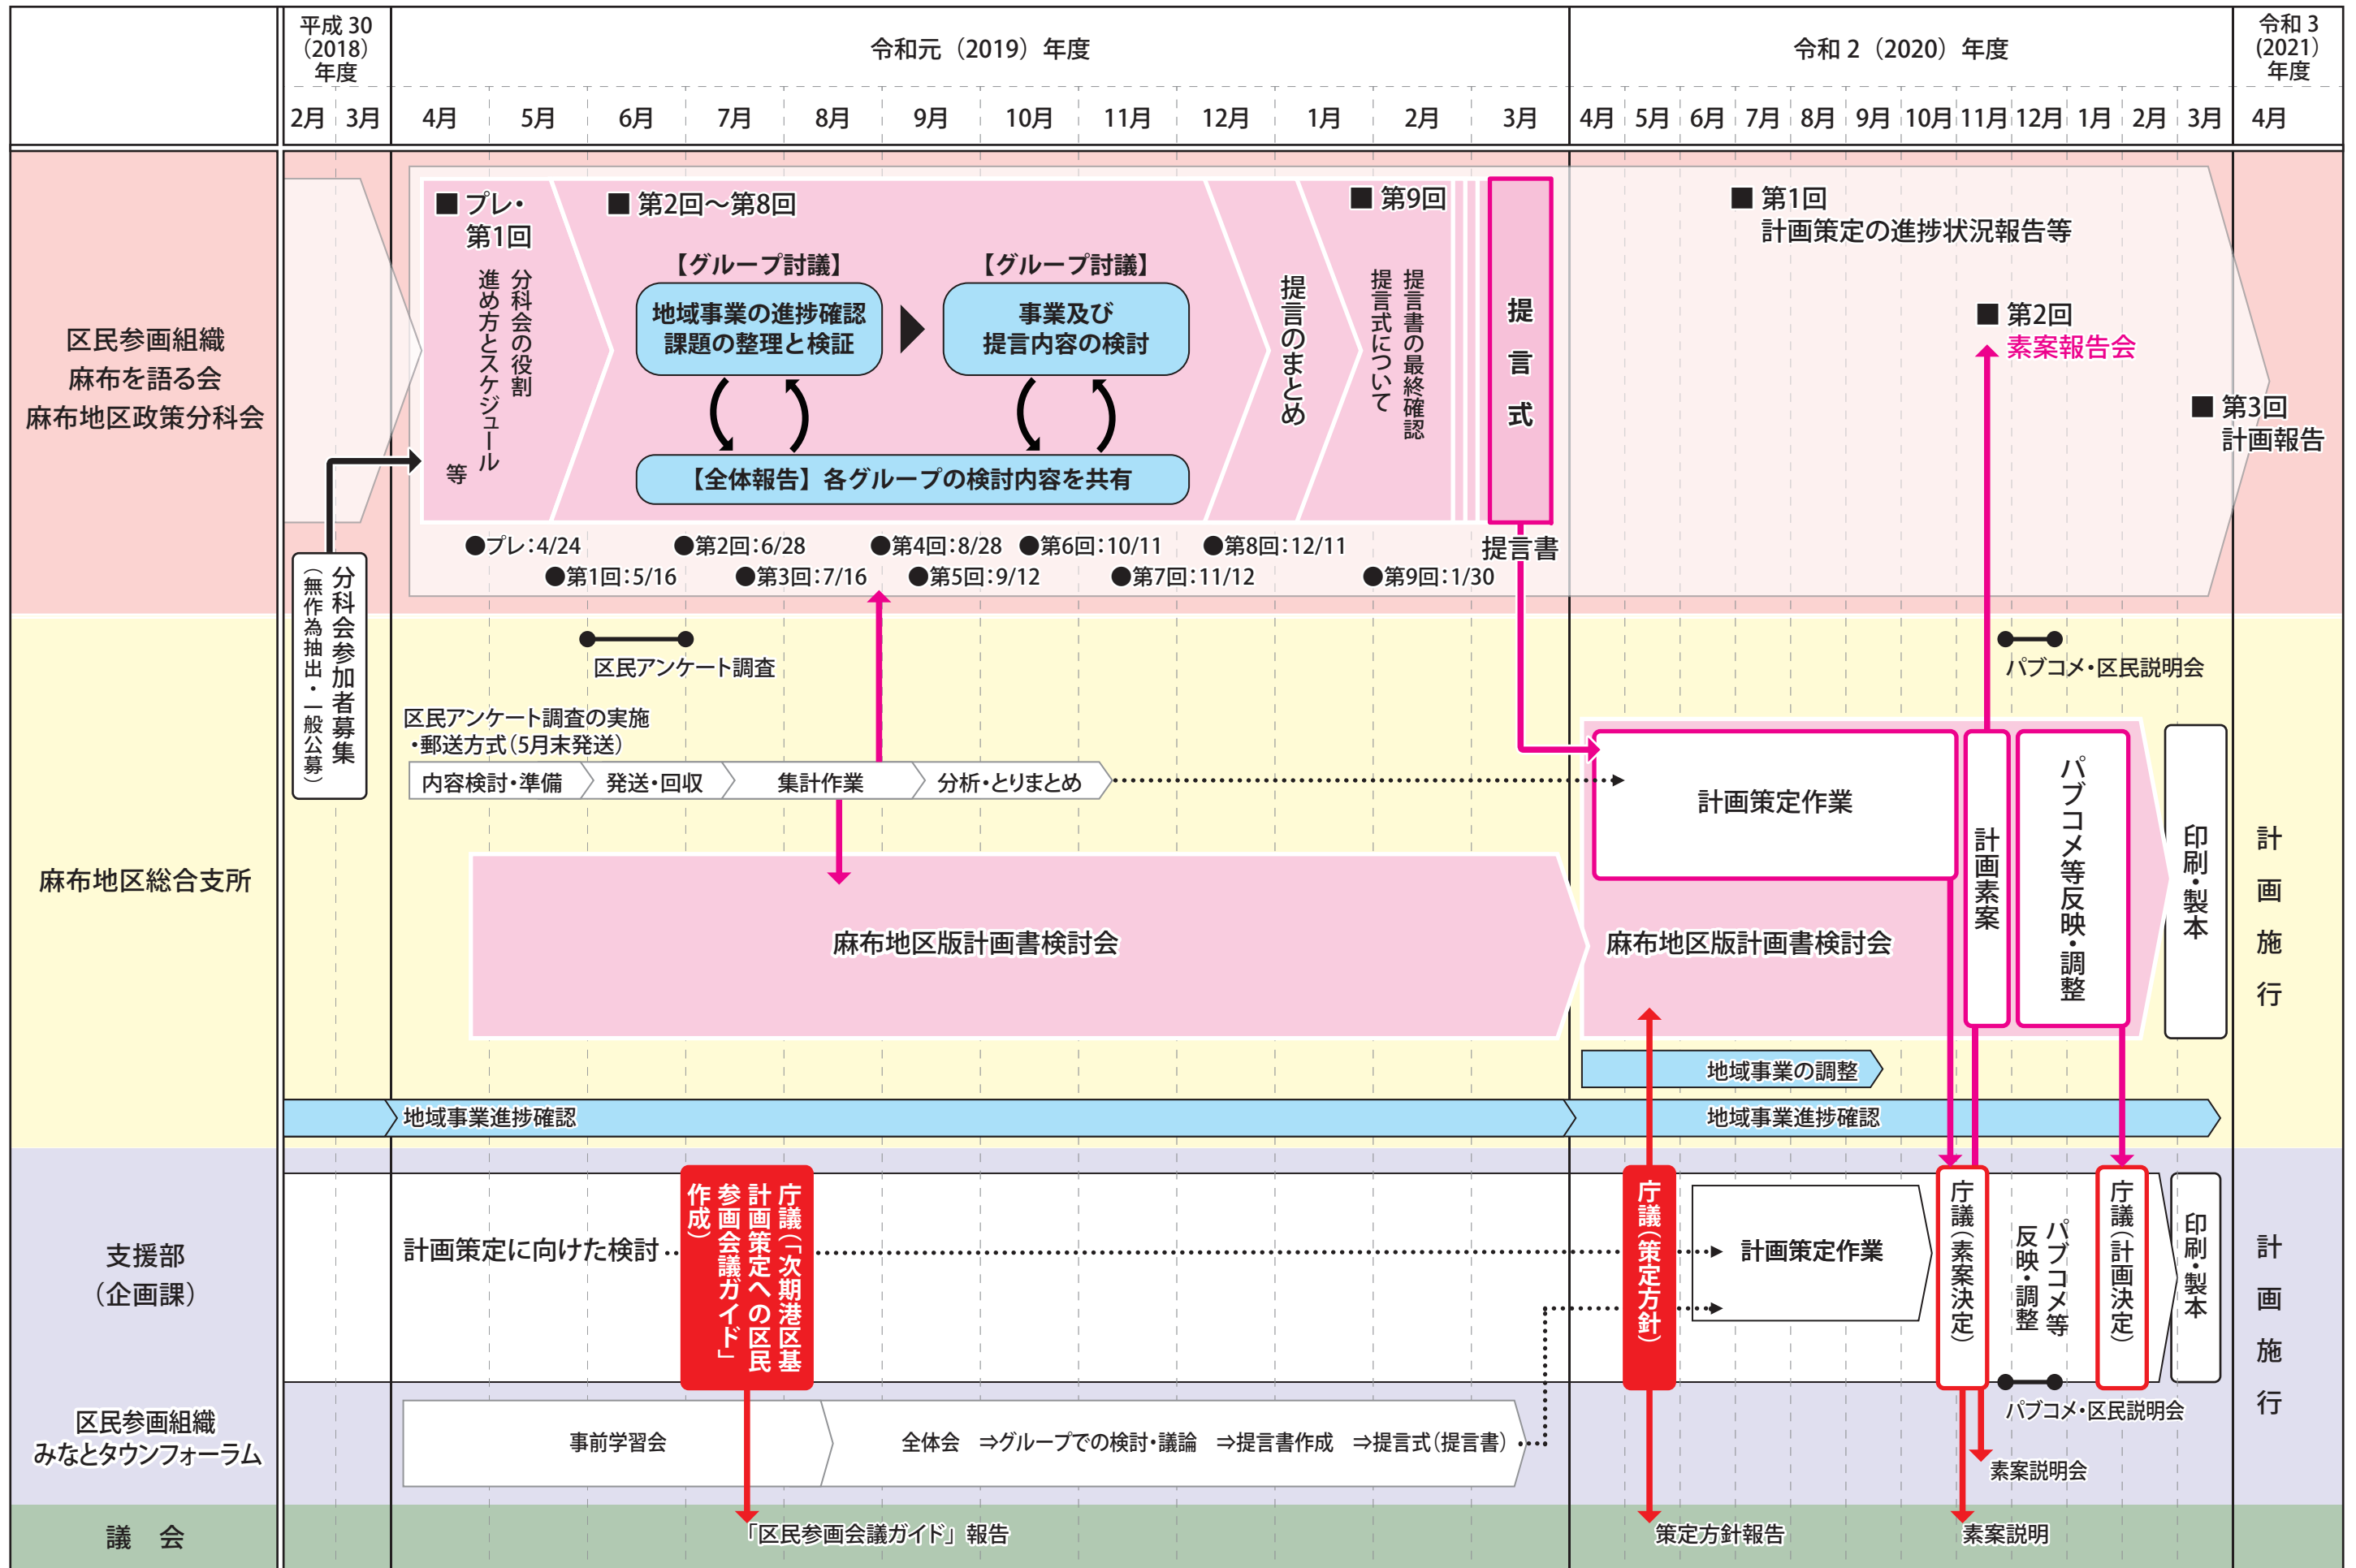 平成 30
（2018）
年度
令和元（2019）年度
令和 2（2020）年度
令和 3
(2021)
年度
2月 3月 4月 5月 6月 7月 8月 9月 10月 11月 12月 1月 2月 3月 4月 5月 6月 7月 8月 9月 10月 11月 12月 1月 2月 3月 4月
区民参画組織
麻布を語る会
麻布地区政策分科会
■ プレ・
第1回
分科会の役割
進め方とスケジュール
等
■ 第2回～第8回
【グループ討議】
地域事業の進捗確認
課題の整理と検証
【グループ討議】
事業及び
提言内容の検討
【全体報告】各グループの検討内容を共有
提言のまとめ
■ 第9回
提言書の最終確認
提言式について
提言式
■ 第1回
計画策定の進捗状況報告等
■ 第2回
素案報告会
■ 第3回
計画報告
●プレ：4/24
●第1回：5/16
●第2回：6/28
●第3回：7/16
●第4回：8/28
●第5回：9/12
●第6回：10/11
●第7回：11/12
●第8回：12/11
●第9回：1/30
提言書
分科会参加者募集
（無作為抽出・一般公募）
麻布地区総合支所
区民アンケート調査
区民アンケート調査の実施
・郵送方式（5月末発送）
内容検討・準備
発送・回収
集計作業
分析・とりまとめ
麻布地区版計画書検討会
パブコメ・区民説明会
計画策定作業
計画素案
パブコメ等反映・調整
印刷・製本
計画施行
麻布地区版計画書検討会
地域事業の調整
地域事業進捗確認
地域事業進捗確認
支援部
（企画課）
計画策定に向けた検討
庁議（「次期港区基
計画策定への区民
参画会議ガイド」
作成）
庁議（策定方針）
計画策定作業
庁議（素案決定）
パブコメ等
反映・調整
庁議（計画決定）
印刷・製本
計画施行
パブコメ・区民説明会
区民参画組織
みなとタウンフォーラム
事前学習会
全体会 ⇒グループでの検討・議論 ⇒提言書作成 ⇒提言式（提言書）
素案説明会
議 会
「区民参画会議ガイド」報告
策定方針報告
素案説明